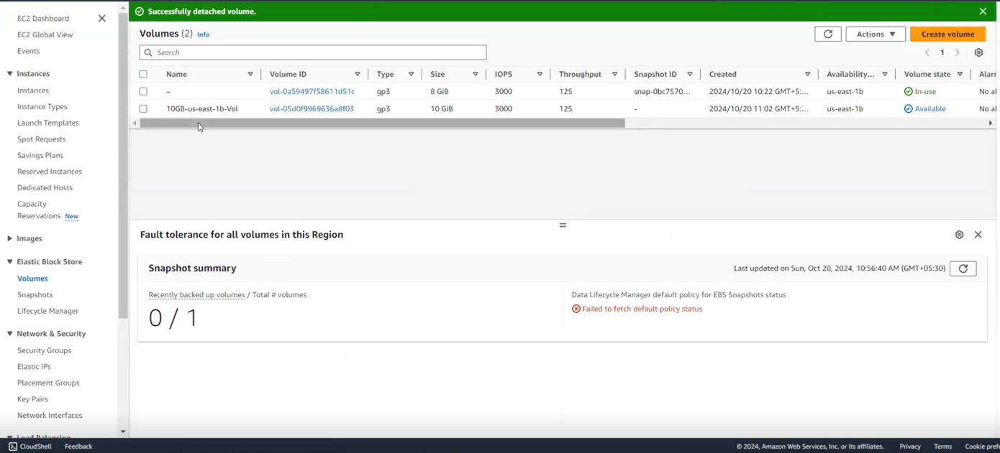 Successfully detached volume.
EC2 Dashboard
EC2 Global View
Events
Instances
Instances
Instance Types
Launch Templates
Spot Requests
Savings Plans
Reserved Instances
Dedicated Hosts
Capacity
Reservations New
Images
Elastic Block Store
Volumes
Snapshots
Lifecycle Manager
Network & Security
Security Groups
Elastic IPs
Placement Groups
Key Pairs
Network Interfaces
Load Balancing
Volumes (2) Info
Actions
Create volume
Search
1
Name Volume ID Type Size IOPS Throughput Snapshot ID Created Availability... Volume state Alarr
– vol-0a59497f58611d51c gp3 8 GiB 3000 125 snap-0bc7570... 2024/10/20 10:22 GMT+5:... us-east-1b In-use No al
10GB-us-east-1b-Vol vol-05d0f9969636a8f03 gp3 10 GiB 3000 125 - 2024/10/20 11:02 GMT+5:... us-east-1b Available No al
Fault tolerance for all volumes in this Region
Snapshot summary
Last updated on Sun, Oct 20, 2024, 10:56:40 AM (GMT+05:30)
Recently backed up volumes / Total # volumes
0 / 1
Data Lifecycle Manager default policy for EBS Snapshots status
Failed to fetch default policy status
CloudShell Feedback
© 2024, Amazon Web Services, Inc. or its affiliates. Privacy Terms Cookie pref